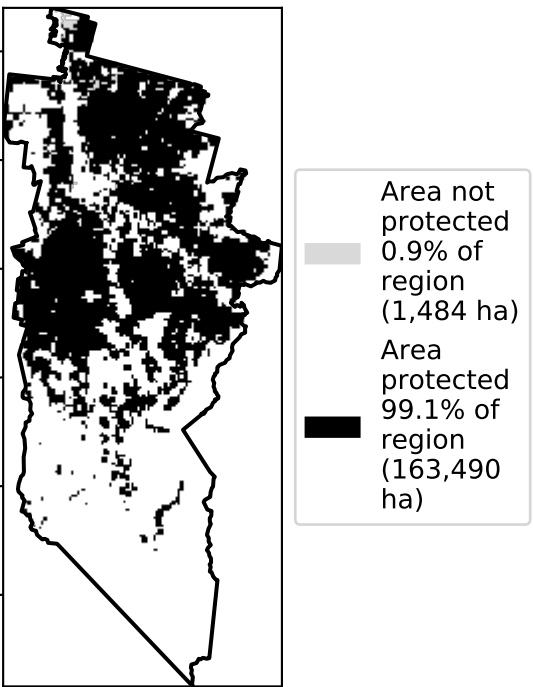 Area not
protected
0.9% of
region
(1,484 ha)
Area
protected
99.1% of
region
(163,490
ha)